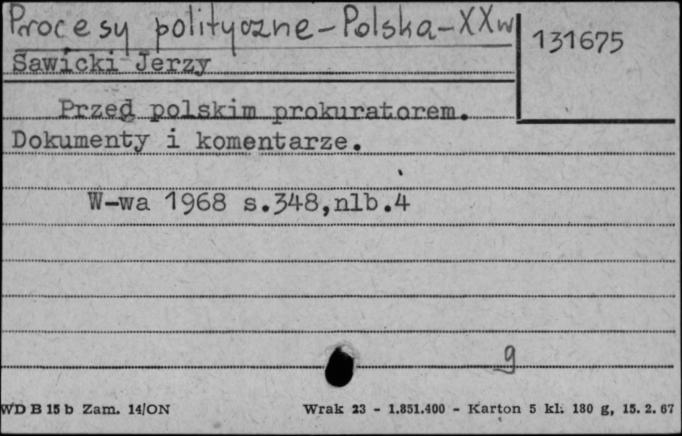 Procesy polityczne-Polska-XXw
131675
Sawicki Jerzy
Przed polskim prokuratorem.
Dokumenty i komentarze.
W-wa 1968 s.348,nlb.4
g
WD B 15 b Zam. 14/ON
Wrak 23 - 1.851.400 - Karton 5 kl. 180 g, 15. 2. 67